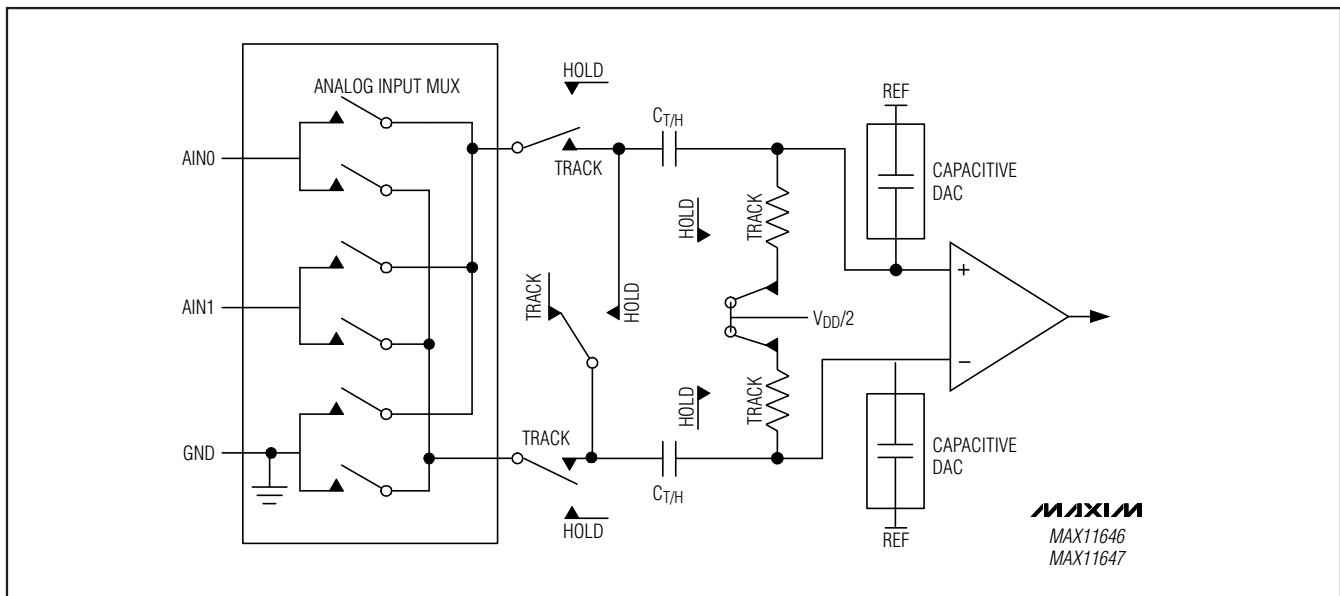 ANALOG INPUT MUX
AIN0
AIN1
GND
HOLD
TRACK
C_T/H
HOLD
TRACK
TRACK
HOLD
V_DD/2
HOLD
TRACK
TRACK
HOLD
C_T/H
REF
CAPACITIVE
DAC
+
−
CAPACITIVE
DAC
REF
MAXIM
MAX11646
MAX11647